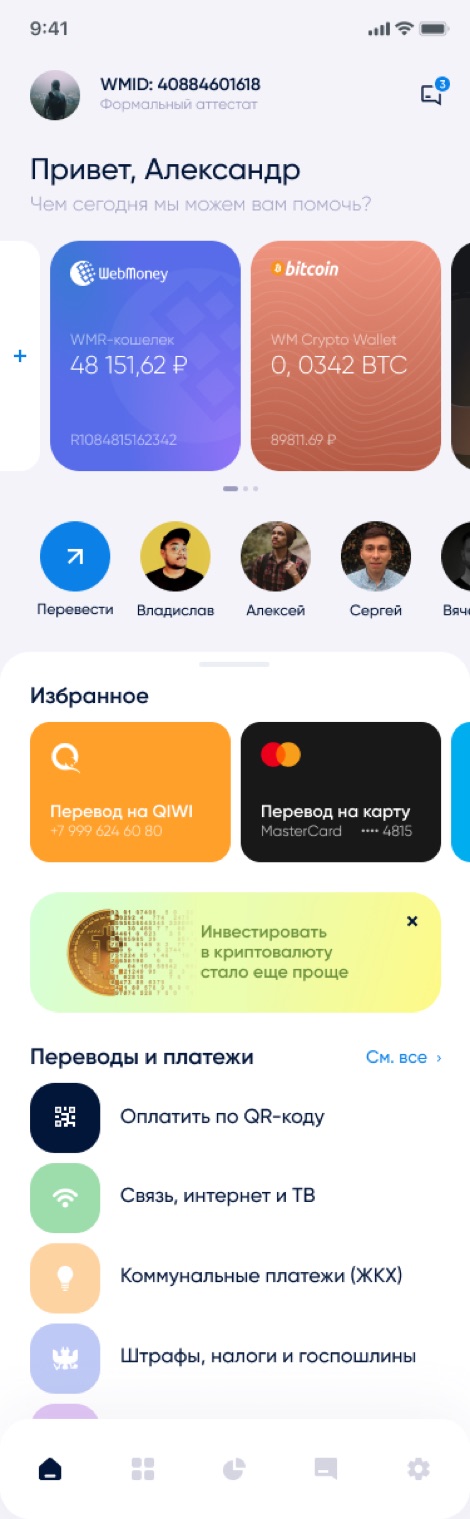 9:41
WMID: 40884601618
Формальный аттестат
3
Привет, Александр
Чем сегодня мы можем вам помочь?
+
WebMoney
WMR-кошелек
48 151,62 ₽
R1084815162342
bitcoin
WM Crypto Wallet
0, 0342 BTC
89811.69 ₽
Перевести
Владислав
Алексей
Сергей
Вяче
Избранное
Перевод на QIWI
+7 999 624 60 80
Перевод на карту
MasterCard •••• 4815
Инвестировать
в криптовалюту
стало еще проще
Переводы и платежи
См. все ›
Оплатить по QR-коду
Связь, интернет и ТВ
Коммунальные платежи (ЖКХ)
Штрафы, налоги и госпошлины